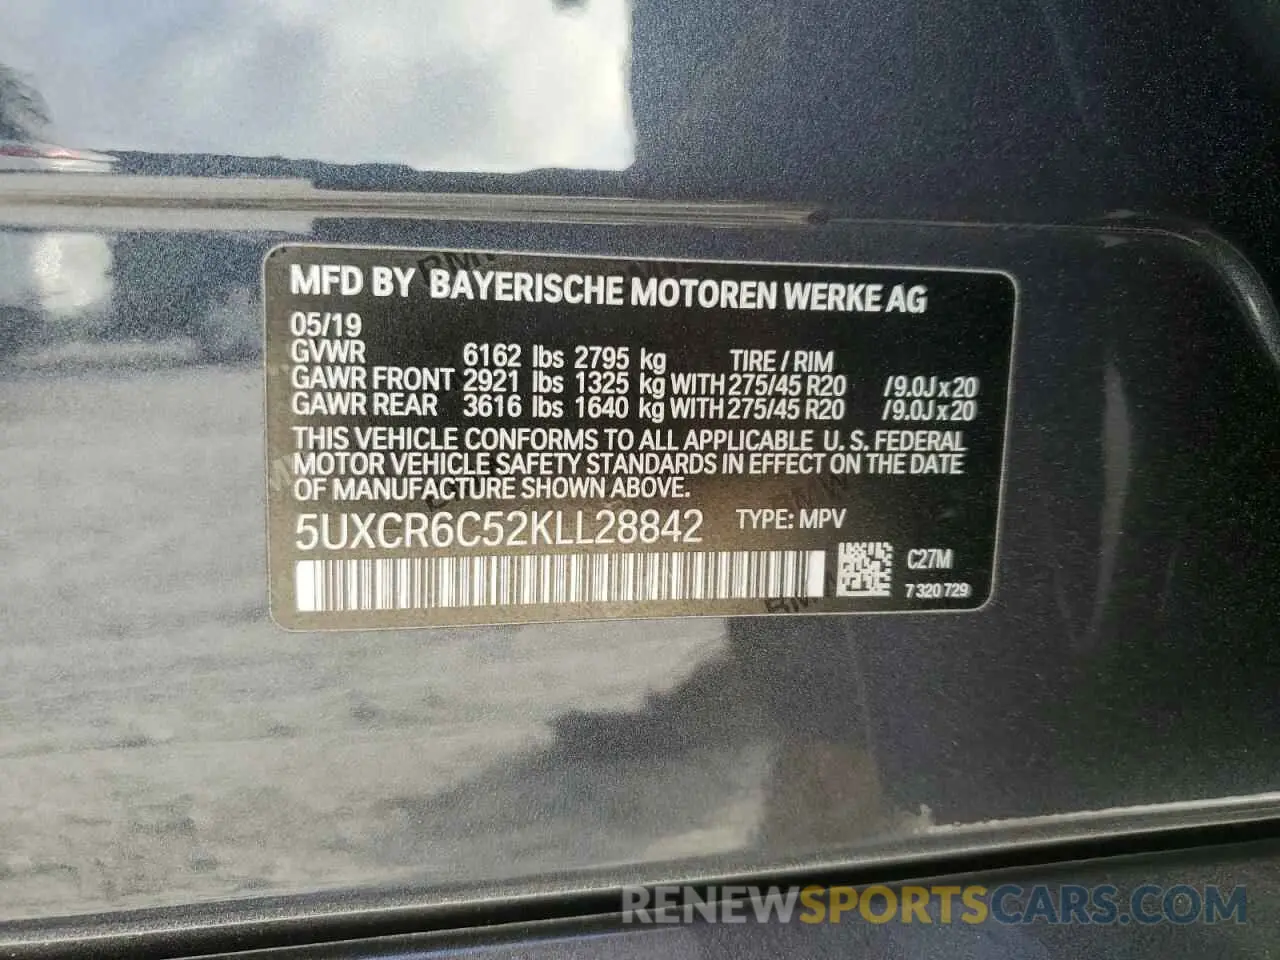 MFD BY BAYERISCHE MOTOREN WERKE AG
05/19
GVWR 6162 lbs 2795 kg TIRE / RIM
GAWR FRONT 2921 lbs 1325 kg WITH 275/45 R20 / 9.0J x 20
GAWR REAR 3616 lbs 1640 kg WITH 275/45 R20 / 9.0J x 20
THIS VEHICLE CONFORMS TO ALL APPLICABLE U. S. FEDERAL
MOTOR VEHICLE SAFETY STANDARDS IN EFFECT ON THE DATE
OF MANUFACTURE SHOWN ABOVE.
5UXCR6C52KLL28842 TYPE: MPV
C27M
7 320 729
RENEWSPORTSCARS.COM